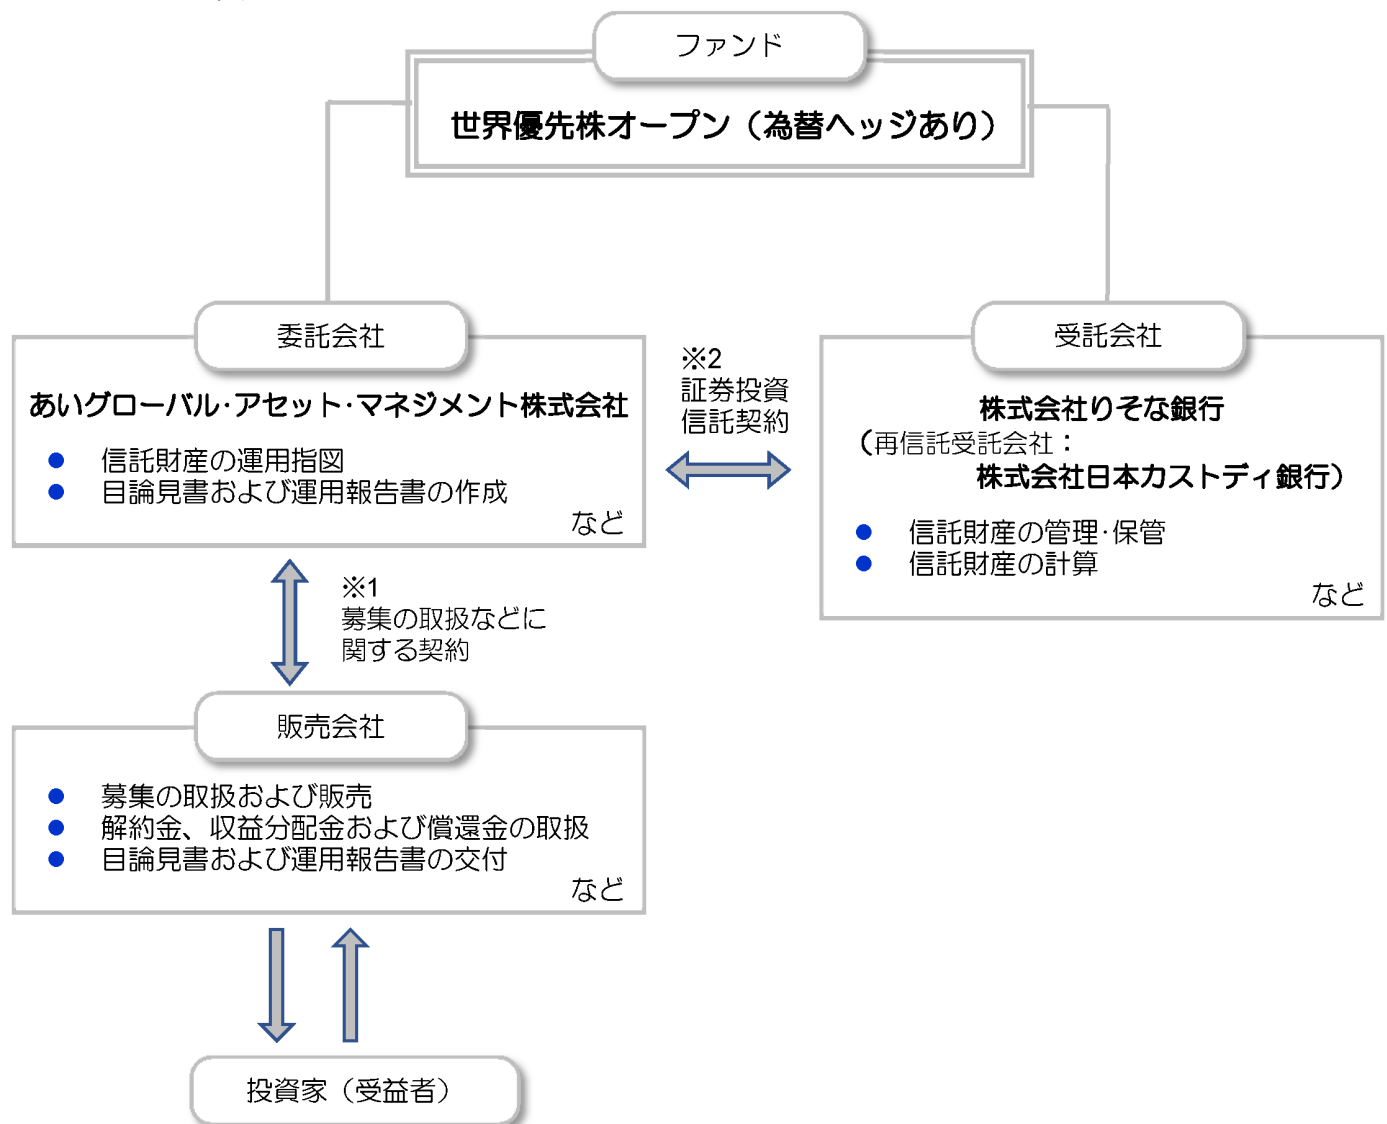 ファンド
世界優先株オープン（為替ヘッジあり）
委託会社
あいグローバル･アセット･マネジメント株式会社
● 信託財産の運用指図
● 目論見書および運用報告書の作成
など
※2
証券投資
信託契約
受託会社
株式会社りそな銀行
（再信託受託会社：
株式会社日本カストディ銀行）
● 信託財産の管理･保管
● 信託財産の計算
など
※1
募集の取扱などに
関する契約
販売会社
● 募集の取扱および販売
● 解約金、収益分配金および償還金の取扱
● 目論見書および運用報告書の交付
など
投資家（受益者）